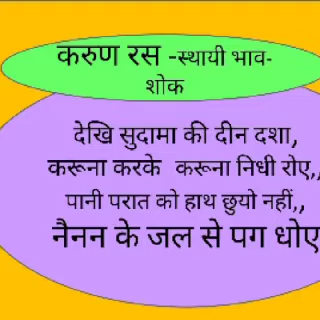 करुण रस -स्थायी भाव-
शोक
देखि सुदामा की दीन दशा,
करूना करके करूना निधी रोए,,
पानी परात को हाथ छुयो नहीं,,
नैनन के जल से पग धोए